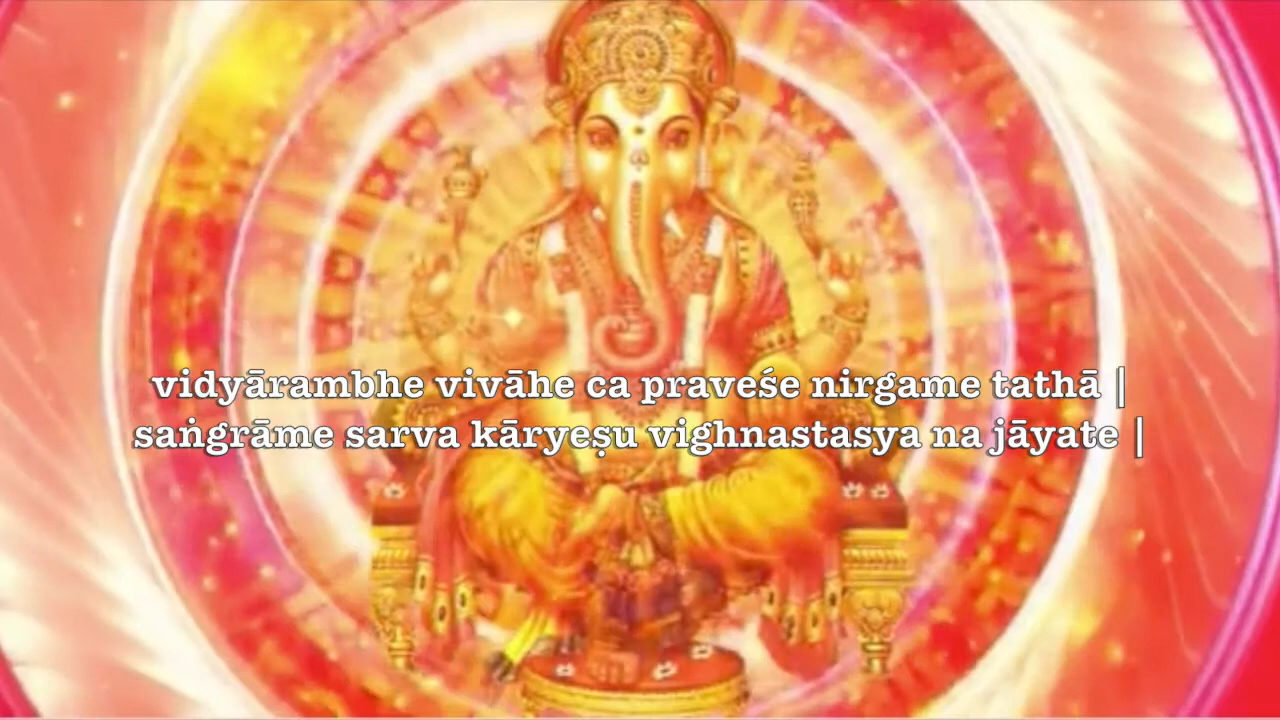 vidyārambhe vivāhe ca praveśe nirgame tathā |
saṅgrāme sarva kāryeṣu vighnastasya na jāyate |